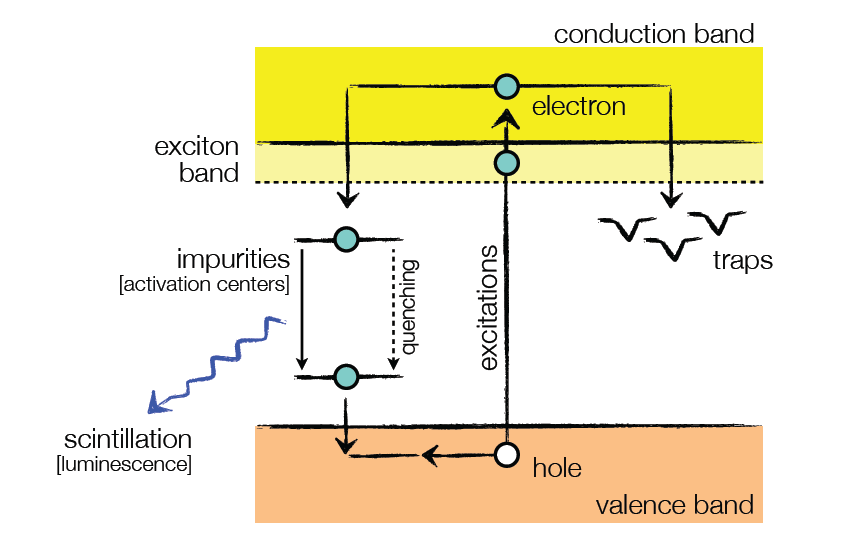 conduction band
electron
exciton
band
impurities
[activation centers]
quenching
excitations
traps
scintillation
[luminescence]
hole
valence band